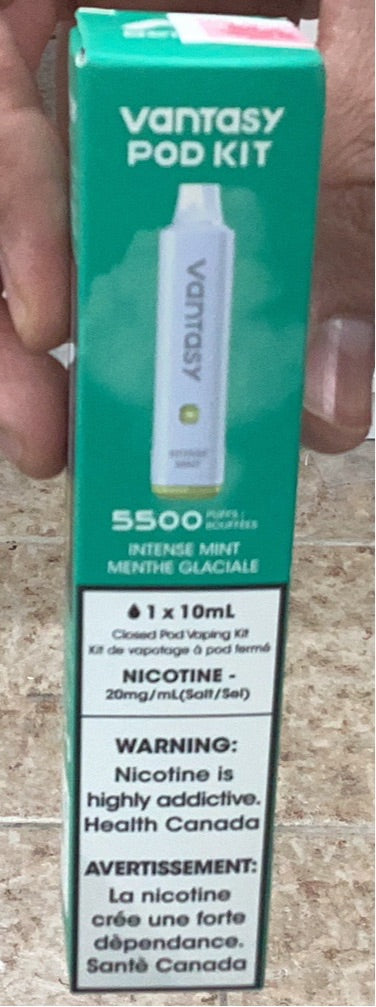 vantasy
POD KIT
vantasy
INTENSE
MINT
5500 PUFFS /
BOUFFÉES
INTENSE MINT
MENTHE GLACIALE
1 x 10mL
Closed Pod Vaping Kit
Kit de vapotage à pod fermé
NICOTINE -
20mg/mL(Salt/Sel)
WARNING:
Nicotine is
highly addictive.
Health Canada
AVERTISSEMENT:
La nicotine
crée une forte
dèpendance.
Santè Canada